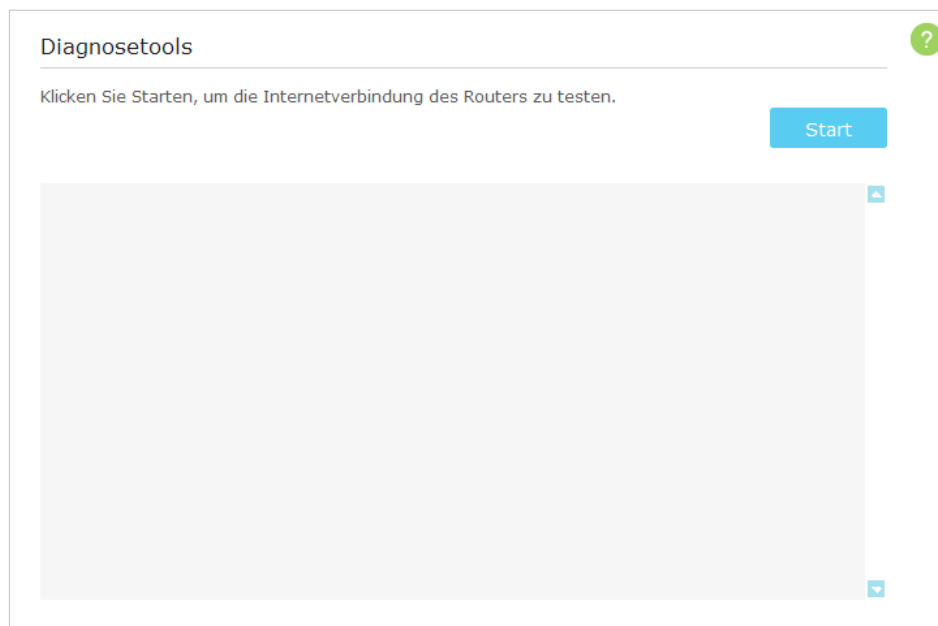 Diagnosetools
?
Klicken Sie Starten, um die Internetverbindung des Routers zu testen.
Start